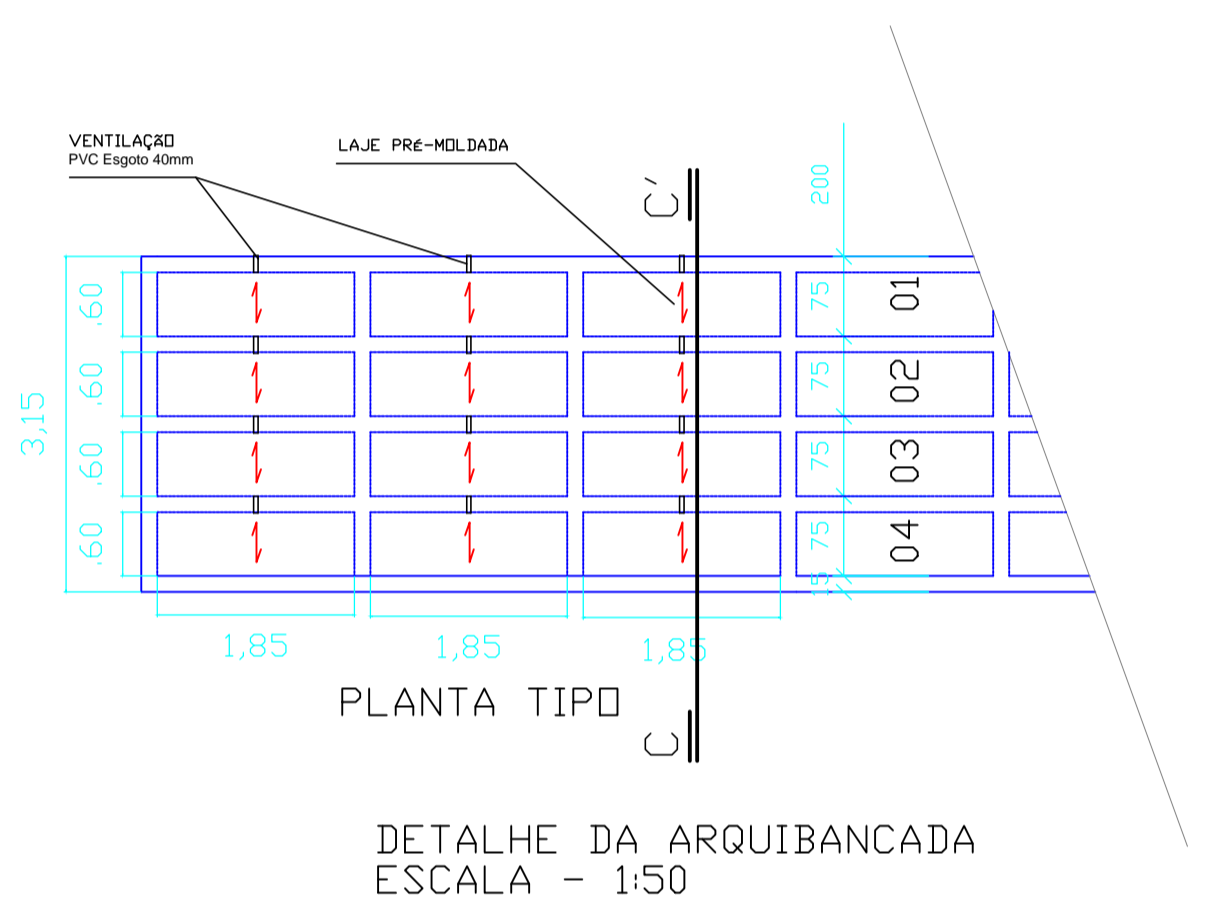 VENTILAÇÃO
PVC Esgoto 40mm
LAJE PRÉ-MOLDADA
C'
200
.60
75
01
.60
75
02
3,15
.60
75
03
.60
75
04
15
1,85
1,85
1,85
PLANTA TIPO
C
DETALHE DA ARQUIBANCADA
ESCALA - 1:50